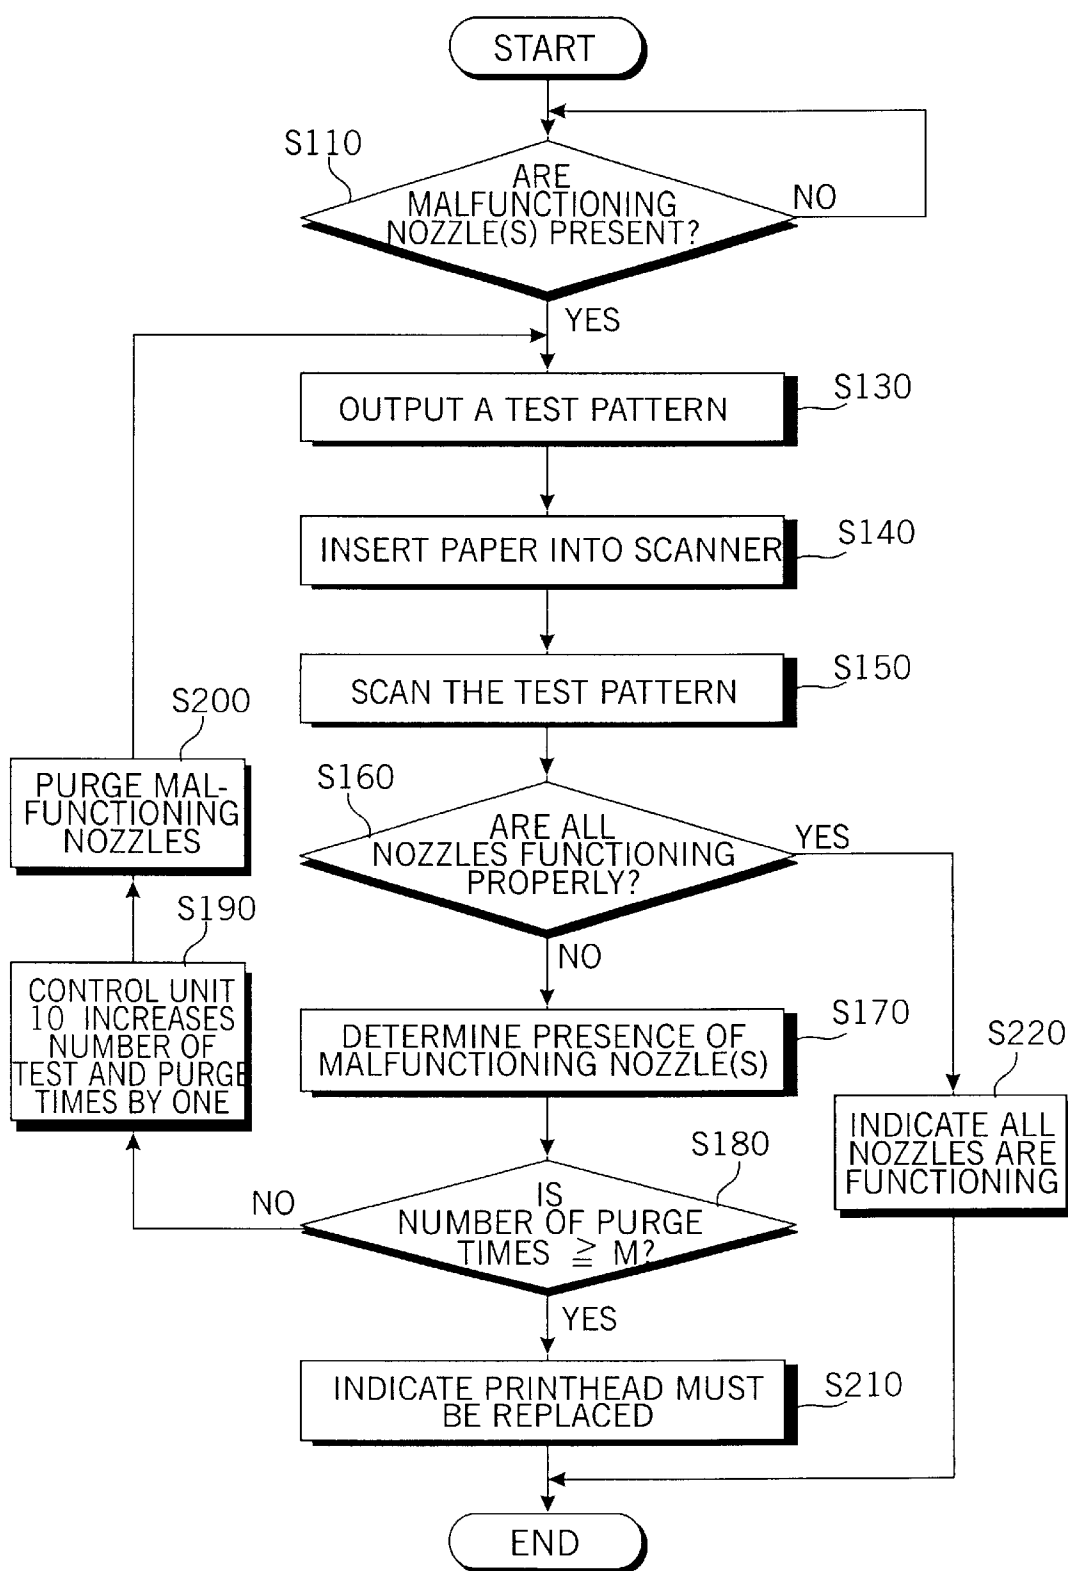 START
S110
ARE
MALFUNCTIONING
NOZZLE(S) PRESENT?
NO
YES
OUTPUT A TEST PATTERN
S130
INSERT PAPER INTO SCANNER
S140
SCAN THE TEST PATTERN
S150
S200
PURGE MAL-
FUNCTIONING
NOZZLES
S160
ARE ALL
NOZZLES FUNCTIONING
PROPERLY?
YES
NO
S190
CONTROL UNIT
10 INCREASES
NUMBER OF
TEST AND PURGE
TIMES BY ONE
DETERMINE PRESENCE OF
MALFUNCTIONING NOZZLE(S)
S170
S220
INDICATE ALL
NOZZLES ARE
FUNCTIONING
S180
IS
NUMBER OF PURGE
TIMES ≧ M?
NO
YES
INDICATE PRINTHEAD MUST
BE REPLACED
S210
END